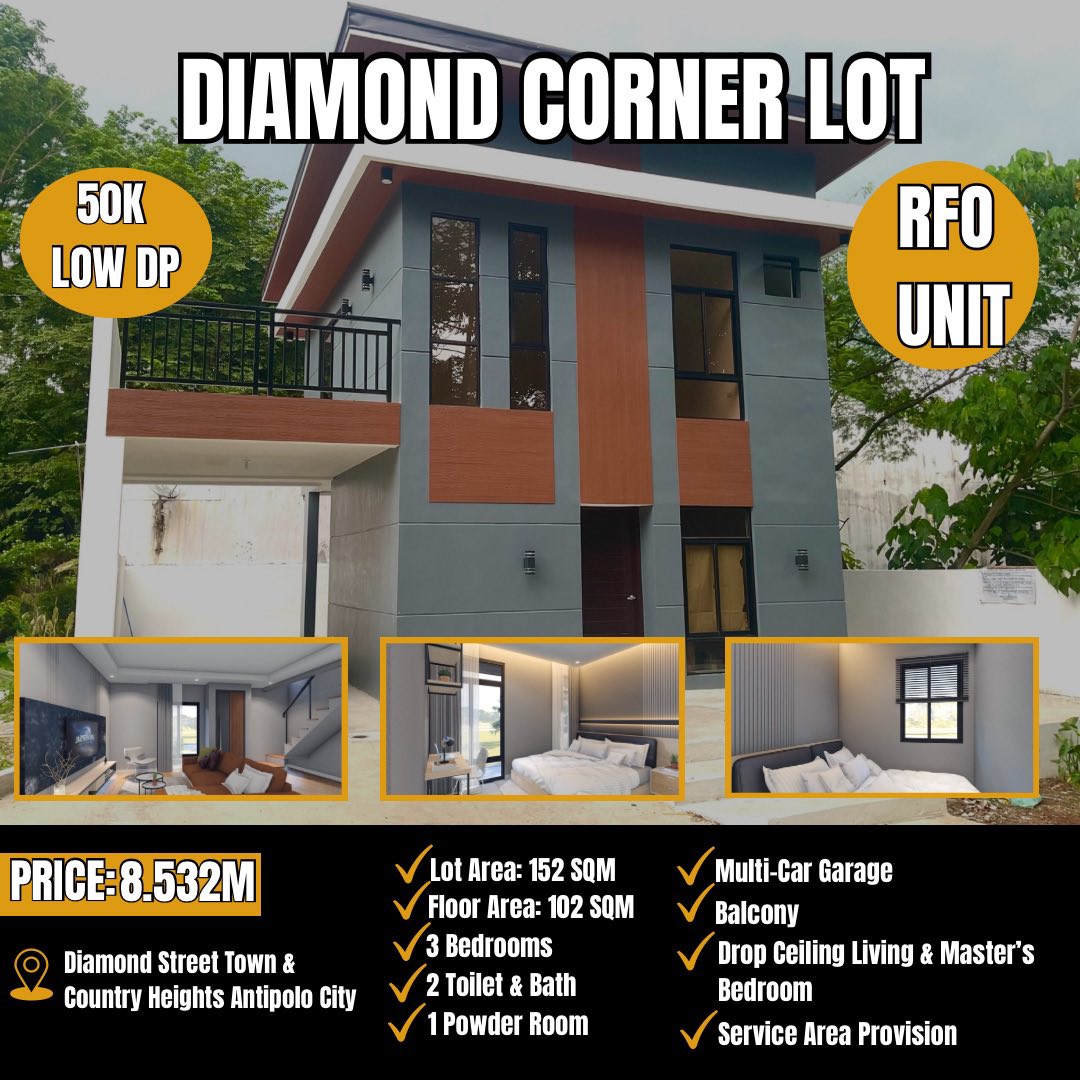 DIAMOND CORNER LOT
50K
LOW DP
RFO
UNIT
PRICE: 8.532M
Diamond Street Town &
Country Heights Antipolo City
Lot Area: 152 SQM
Floor Area: 102 SQM
3 Bedrooms
2 Toilet & Bath
1 Powder Room
Multi-Car Garage
Balcony
Drop Ceiling Living & Master's
Bedroom
Service Area Provision